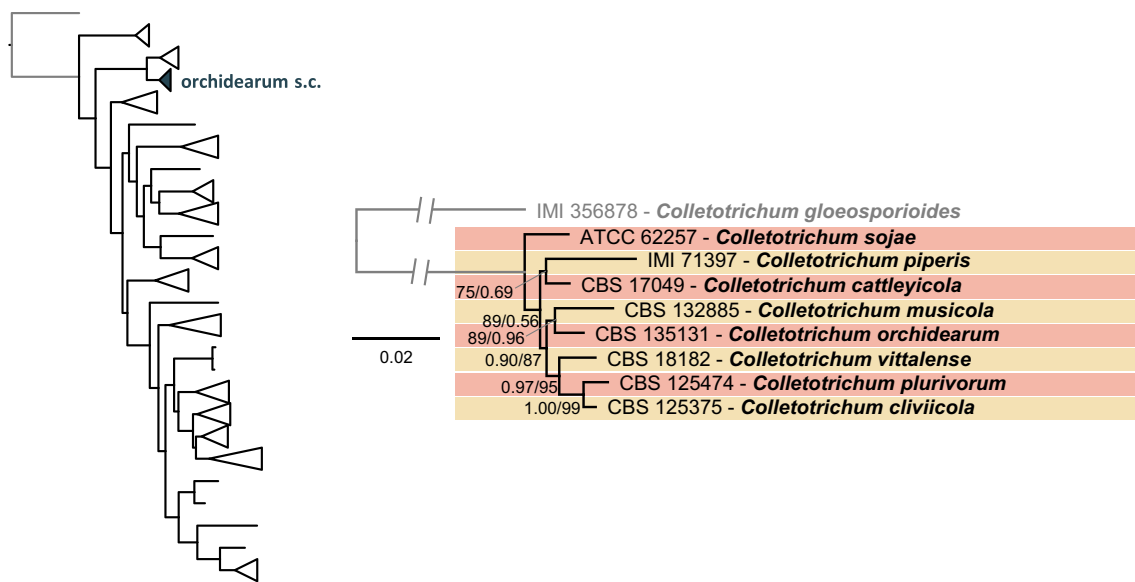 orchidearum s.c.
IMI 356878 - Colletotrichum gloeosporioides
ATCC 62257 - Colletotrichum sojae
IMI 71397 - Colletotrichum piperis
CBS 17049 - Colletotrichum cattleyicola
75/0.69
CBS 132885 - Colletotrichum musicola
89/0.56
CBS 135131 - Colletotrichum orchidearum
89/0.96
0.02
CBS 18182 - Colletotrichum vittalense
0.90/87
CBS 125474 - Colletotrichum plurivorum
0.97/95
CBS 125375 - Colletotrichum cliviicola
1.00/99